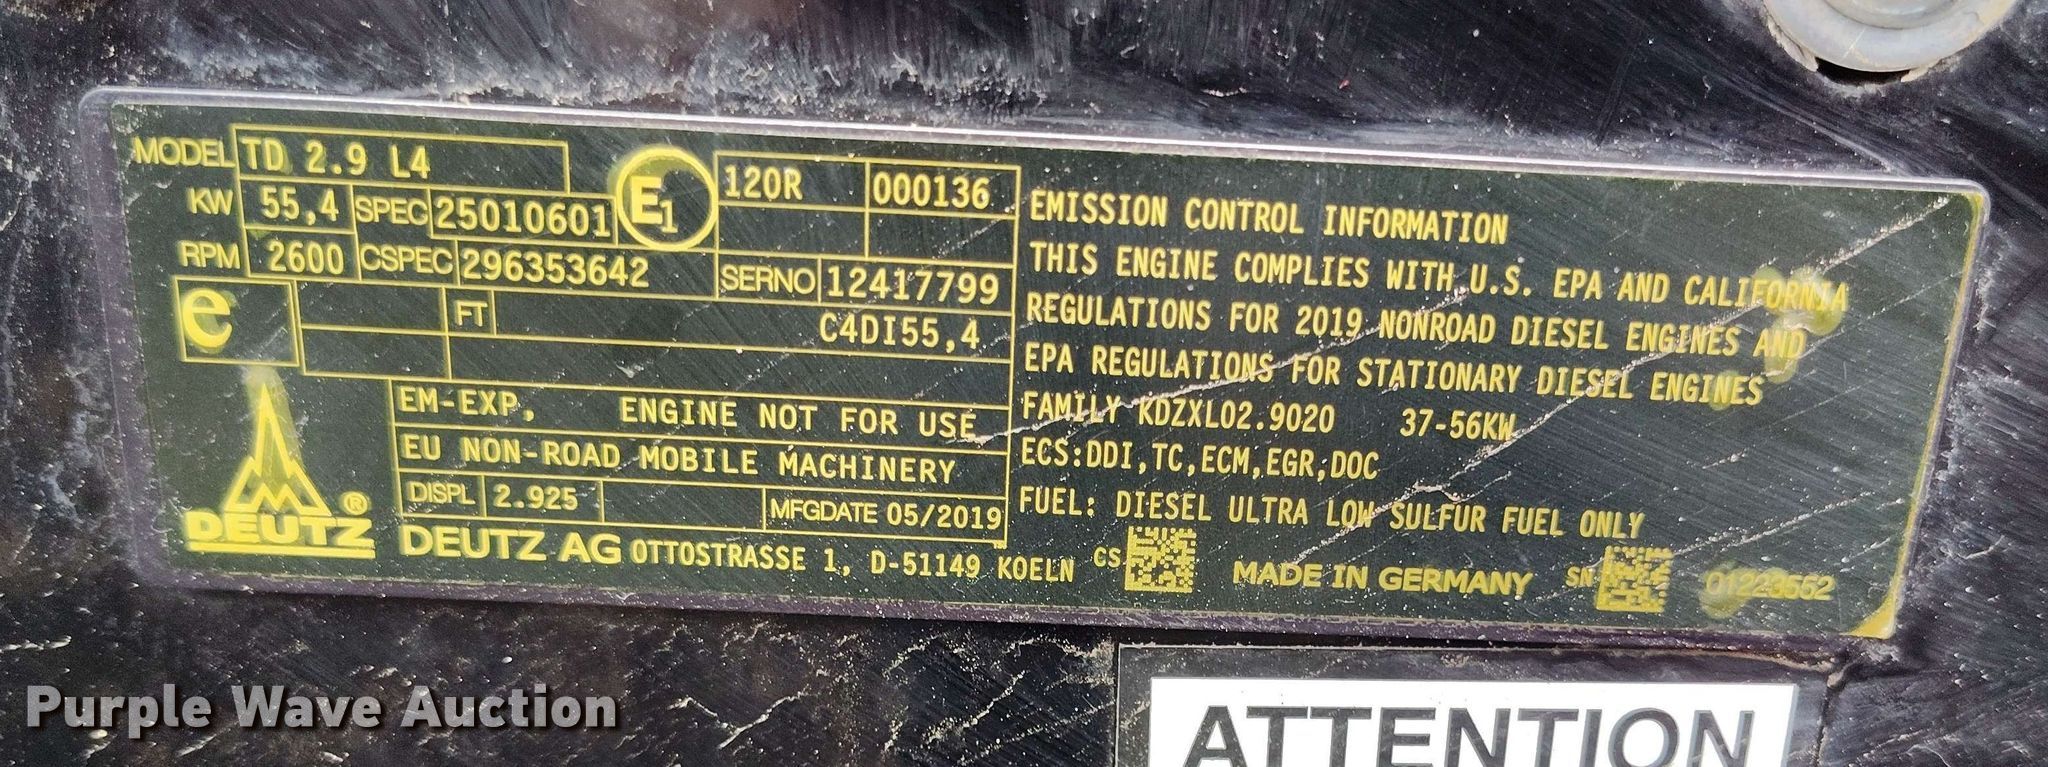 MODEL TD 2.9 L4
KW 55,4 SPEC 25010601
E1 120R 000136
RPM 2600 CSPEC 296353642
SERNO 12417799
e FT C4DI55,4
EM-EXP, ENGINE NOT FOR USE
EU NON-ROAD MOBILE MACHINERY
DISPL 2.925 MFGDATE 05/2019
DEUTZ®
DEUTZ AG OTTOSTRASSE 1, D-51149 KOELN CS
EMISSION CONTROL INFORMATION
THIS ENGINE COMPLIES WITH U.S. EPA AND CALIFORNIA
REGULATIONS FOR 2019 NONROAD DIESEL ENGINES AND
EPA REGULATIONS FOR STATIONARY DIESEL ENGINES
FAMILY KDZXL02.9020 37-56KW
ECS:DDI,TC,ECM,EGR,DOC
FUEL: DIESEL ULTRA LOW SULFUR FUEL ONLY
MADE IN GERMANY SN
ATTENTION
Purple Wave Auction